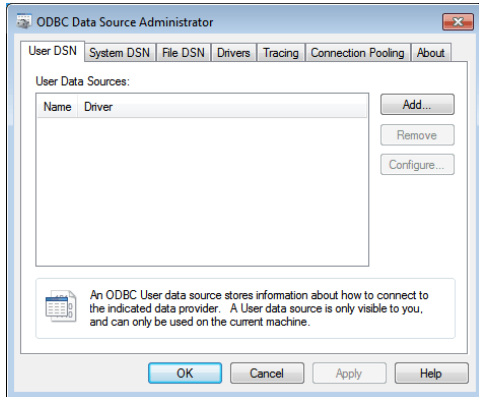 ODBC Data Source Administrator
User DSN System DSN File DSN Drivers Tracing Connection Pooling About
User Data Sources:
Name Driver
Add...
Remove
Configure...
An ODBC User data source stores information about how to connect to
the indicated data provider. A User data source is only visible to you,
and can only be used on the current machine.
OK Cancel Apply Help